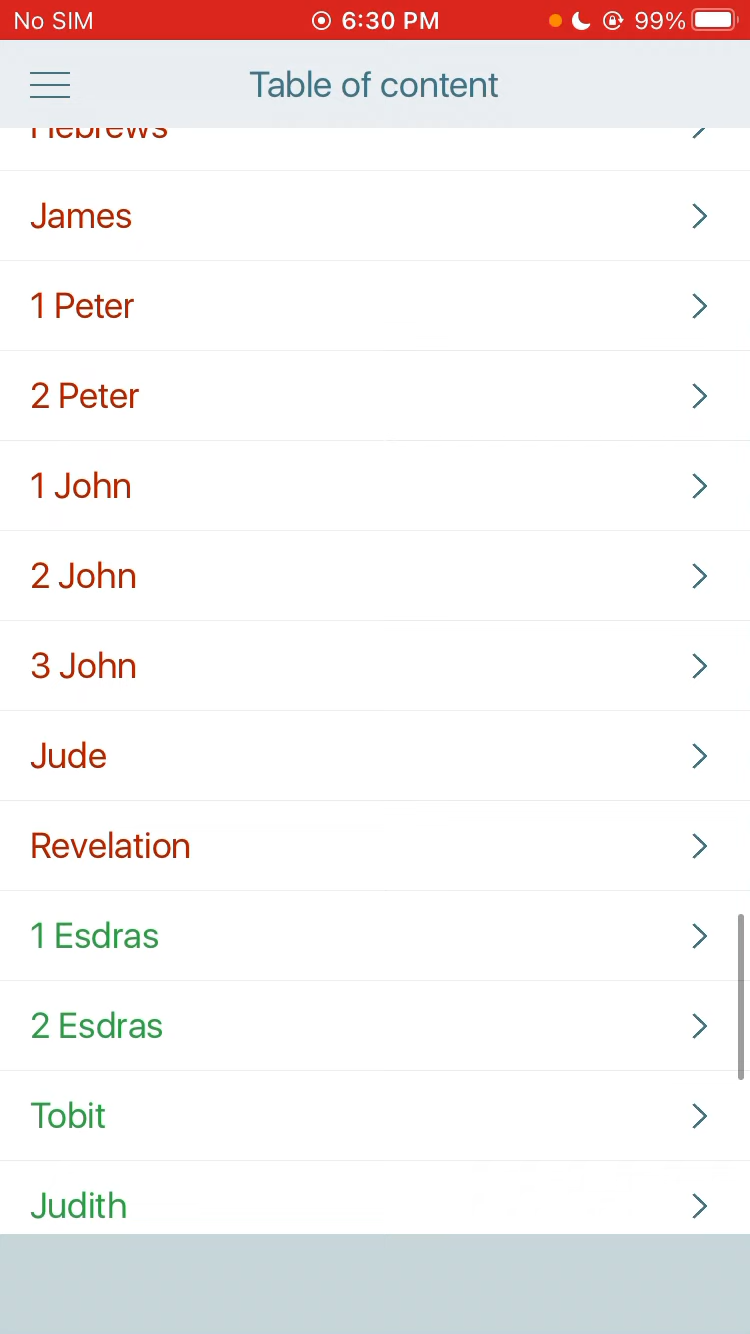 No SIM 6:30 PM 99%
Table of content
Hebrews
James
1 Peter
2 Peter
1 John
2 John
3 John
Jude
Revelation
1 Esdras
2 Esdras
Tobit
Judith